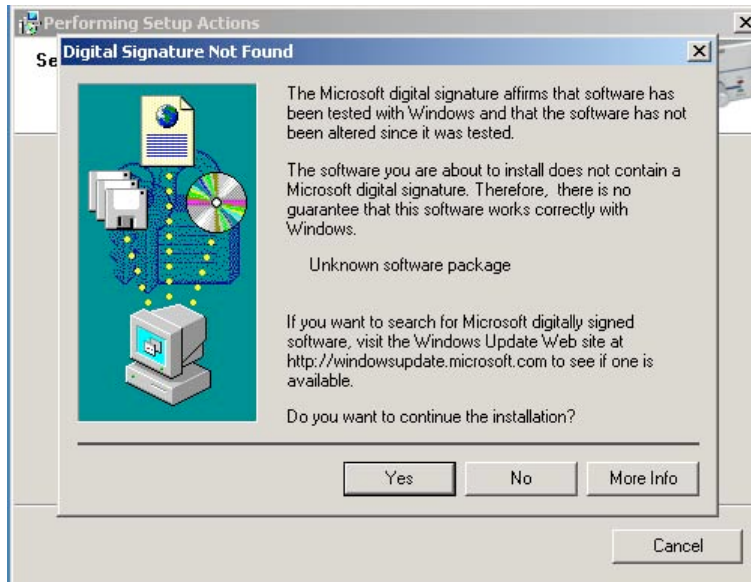 Performing Setup Actions
Se
Digital Signature Not Found
The Microsoft digital signature affirms that software has
been tested with Windows and that the software has not
been altered since it was tested.
The software you are about to install does not contain a
Microsoft digital signature. Therefore, there is no
guarantee that this software works correctly with
Windows.
Unknown software package
If you want to search for Microsoft digitally signed
software, visit the Windows Update Web site at
http://windowsupdate.microsoft.com to see if one is
available.
Do you want to continue the installation?
Yes No More Info
Cancel